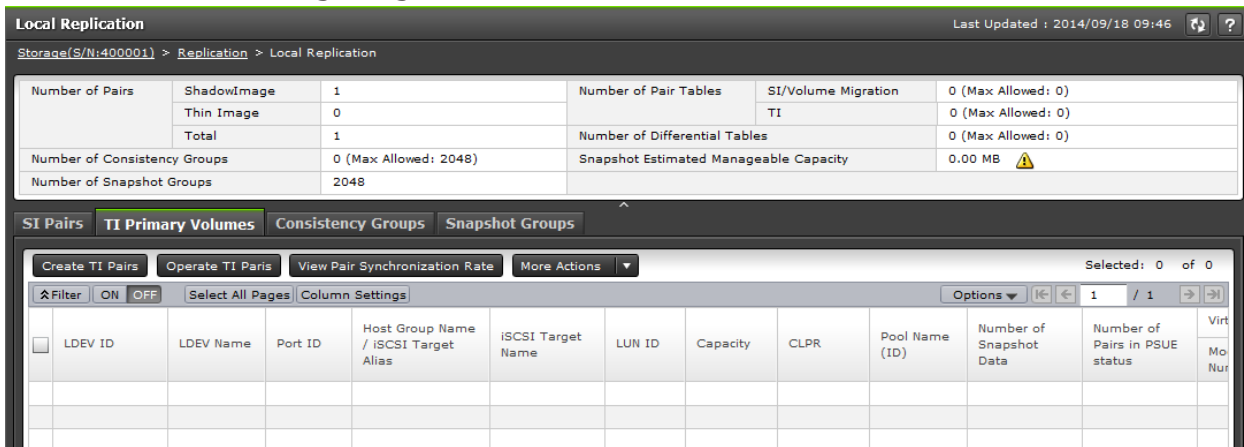 Local Replication Last Updated : 2014/09/18 09:46 ?
Storage(S/N:400001) > Replication > Local Replication
Number of Pairs ShadowImage 1 Number of Pair Tables SI/Volume Migration 0 (Max Allowed: 0)
Thin Image 0 TI 0 (Max Allowed: 0)
Total 1 Number of Differential Tables 0 (Max Allowed: 0)
Number of Consistency Groups 0 (Max Allowed: 2048) Snapshot Estimated Manageable Capacity 0.00 MB
Number of Snapshot Groups 2048
SI Pairs TI Primary Volumes Consistency Groups Snapshot Groups
Create TI Pairs Operate TI Paris View Pair Synchronization Rate More Actions Selected: 0 of 0
Filter ON OFF Select All Pages Column Settings Options 1 / 1
LDEV ID LDEV Name Port ID Host Group Name / iSCSI Target Alias iSCSI Target Name LUN ID Capacity CLPR Pool Name (ID) Number of Snapshot Data Number of Pairs in PSUE status Virt
Mo
Nur